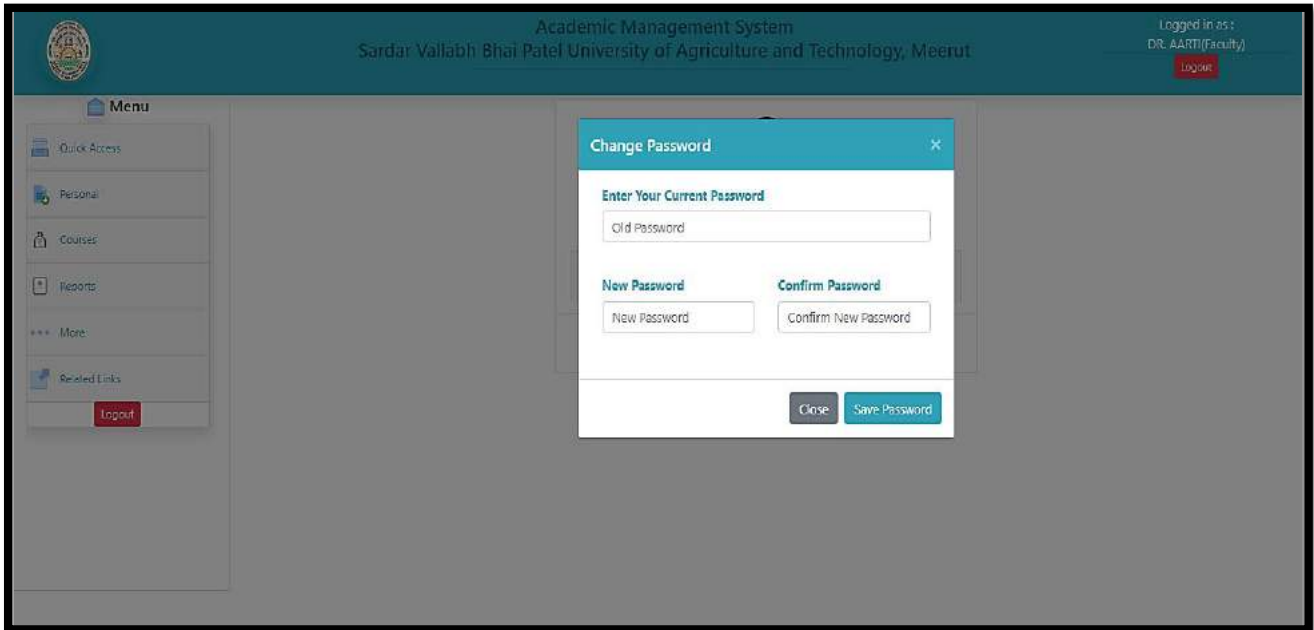 Academic Management System
Sardar Vallabh Bhai Patel University of Agriculture and Technology, Meerut
Logged in as :
DR. AARTI(Faculty)
Logout
Menu
Quick Access
Personal
Courses
Reports
More
Related Links
Logout
Change Password ×
Enter Your Current Password
Old Password
New Password Confirm Password
New Password Confirm New Password
Close Save Password